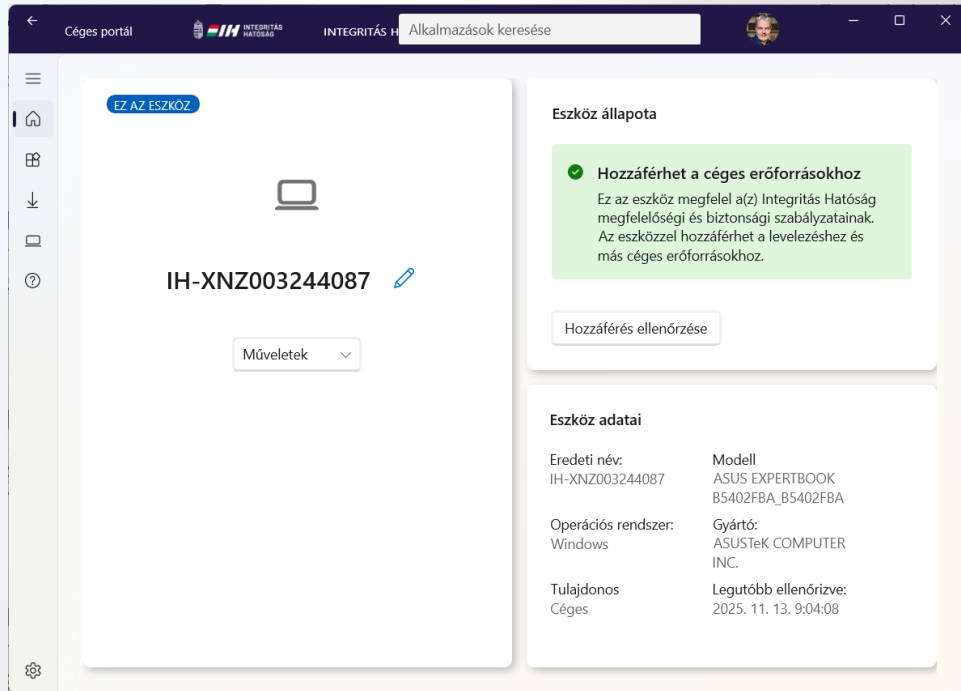 Céges portál
IH INTEGRITÁS
HATÓSÁG
INTEGRITÁS H
Alkalmazások keresése
EZ AZ ESZKÖZ
IH-XNZ003244087
Műveletek
Eszköz állapota
Hozzáférhet a céges erőforrásokhoz
Ez az eszköz megfelel a(z) Integritás Hatóság
megfelelőségi és biztonsági szabályzatainak.
Az eszközzel hozzáférhet a levelezéshez és
más céges erőforrásokhoz.
Hozzáférés ellenőrzése
Eszköz adatai
Eredeti név:
IH-XNZ003244087
Modell
ASUS EXPERTBOOK
B5402FBA_B5402FBA
Operációs rendszer:
Windows
Gyártó:
ASUSTeK COMPUTER
INC.
Tulajdonos
Céges
Legutóbb ellenőrizve:
2025. 11. 13. 9:04:08